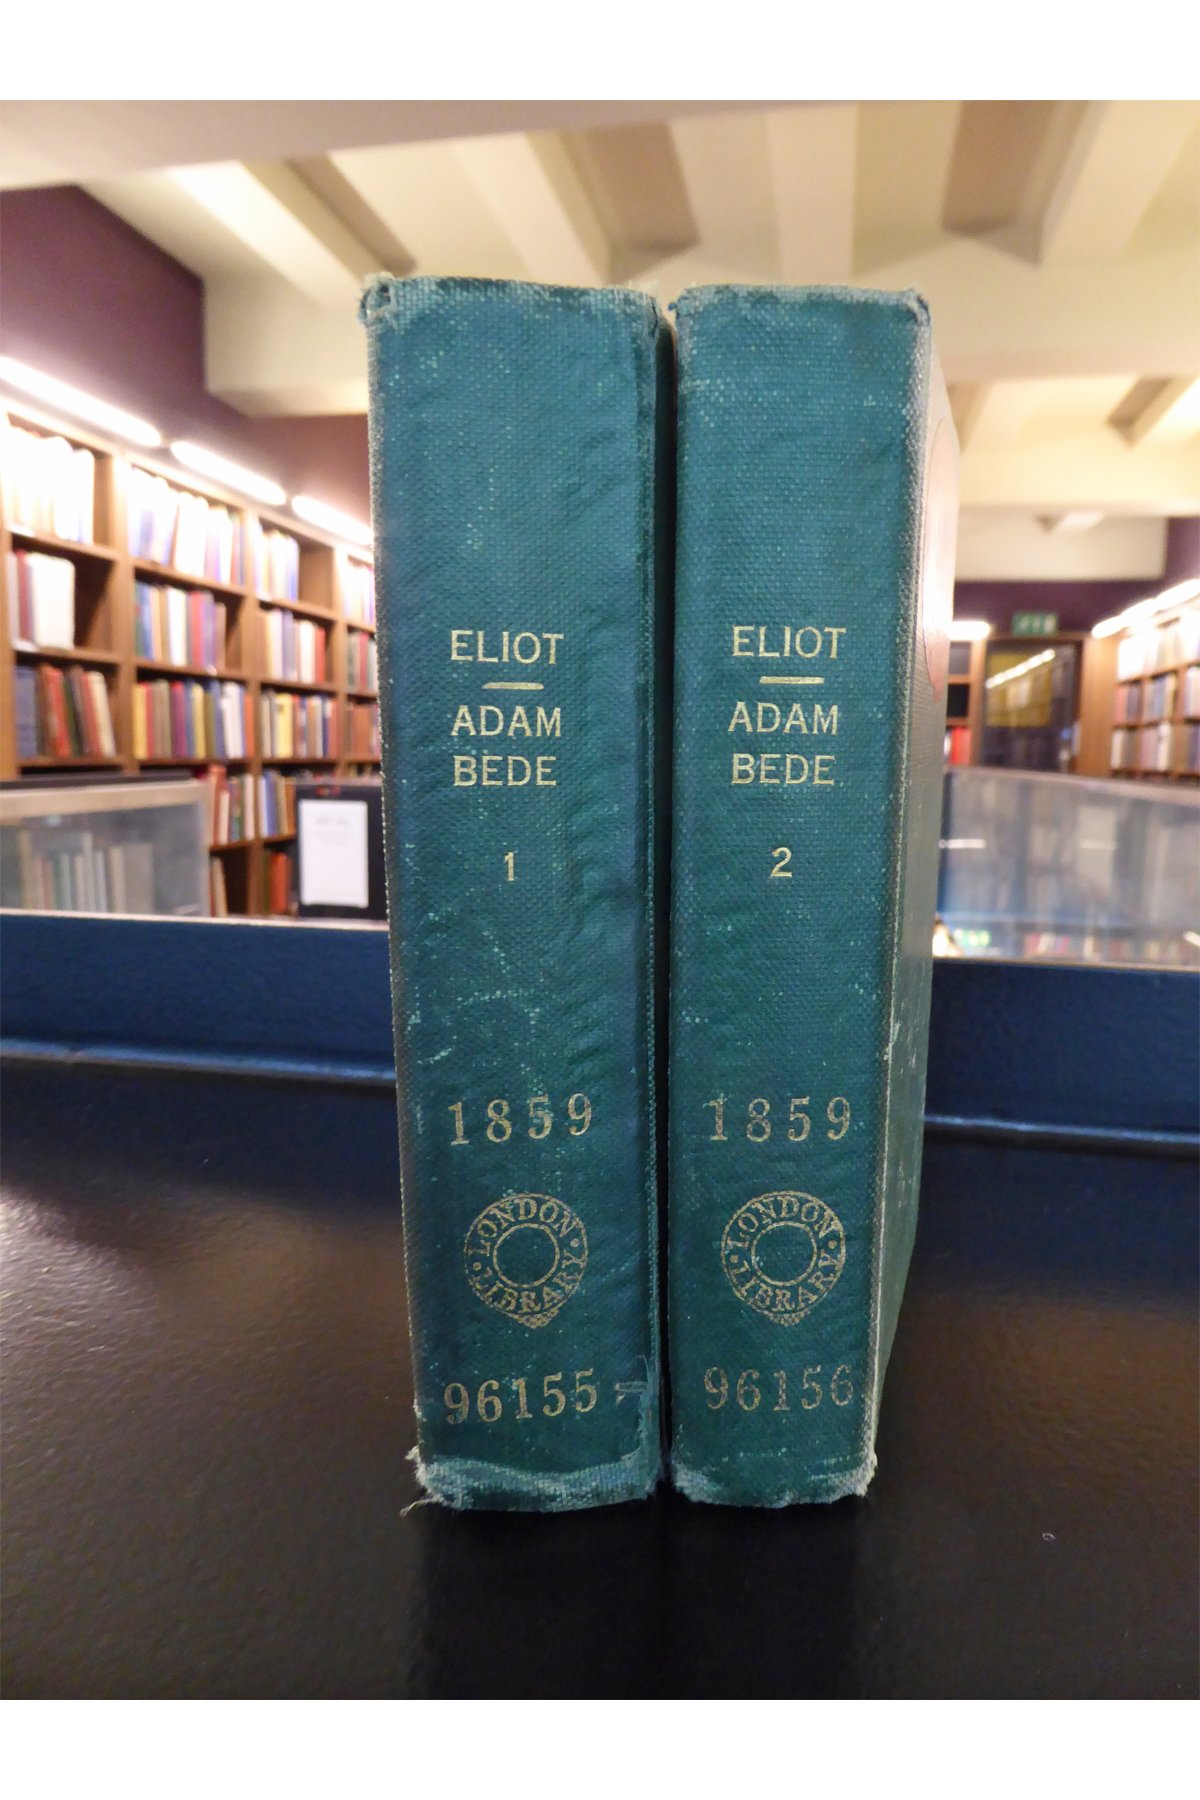 ELIOT
ADAM
BEDE
1
1859
LONDON · LIBRARY ·
96155
ELIOT
ADAM
BEDE
2
1859
LONDON · LIBRARY ·
96156